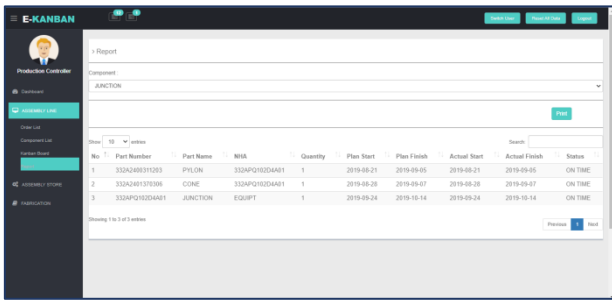 E-KANBAN
Switch User
Read All Data
Logout
Production Controller
Dashboard
ASSEMBLY LINE
Order List
Component List
Kanban Board
ASSEMBLY STORE
FABRICATION
› Report
Component :
JUNCTION
Print
Show 10 entries
Search:
No Part Number Part Name NHA Quantity Plan Start Plan Finish Actual Start Actual Finish Status
1 332A2400311203 PYLON 332APQ102D4A01 1 2019-08-21 2019-09-05 2019-08-21 2019-09-05 ON TIME
2 332A2401370306 CONE 332APQ102D4A01 1 2019-08-28 2019-09-07 2019-08-28 2019-09-07 ON TIME
3 332APQ102D4A01 JUNCTION EQUIPT 1 2019-09-24 2019-10-14 2019-09-24 2019-10-14 ON TIME
Showing 1 to 3 of 3 entries
Previous 1 Next